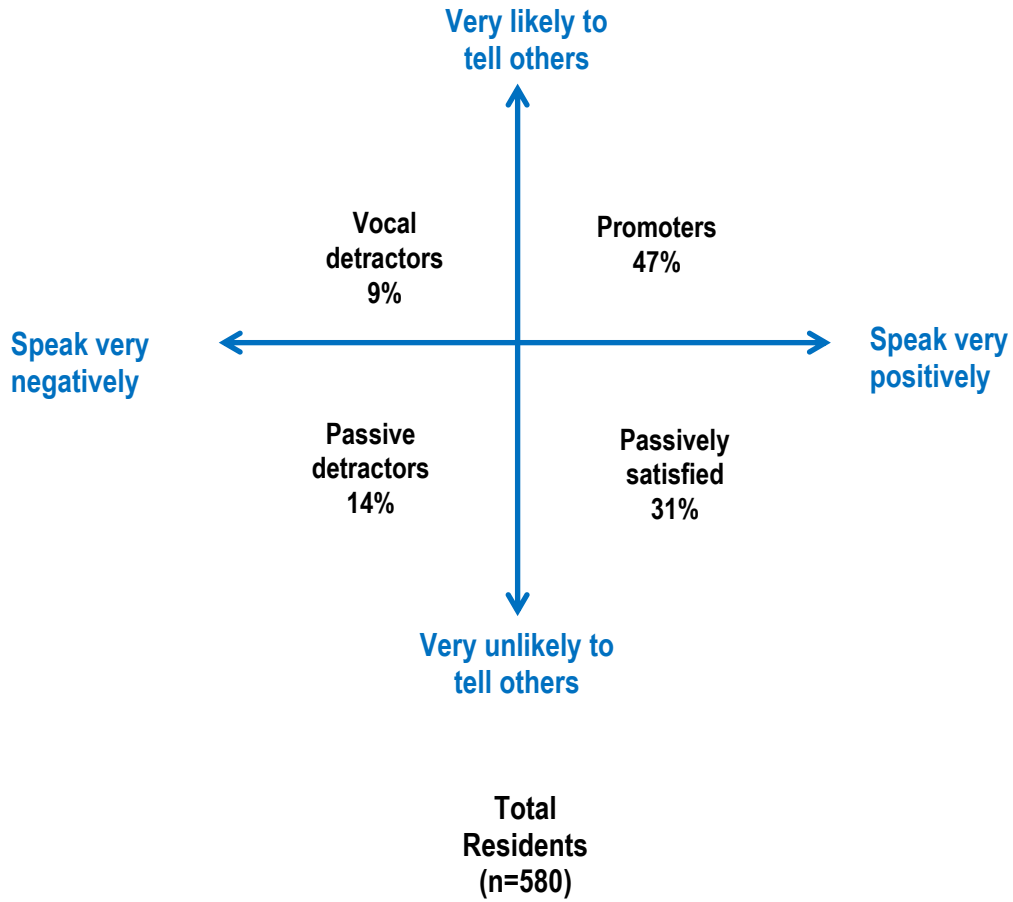 Very likely to
tell others
Vocal
detractors
9%
Promoters
47%
Speak very
negatively
Speak very
positively
Passive
detractors
14%
Passively
satisfied
31%
Very unlikely to
tell others
Total
Residents
(n=580)